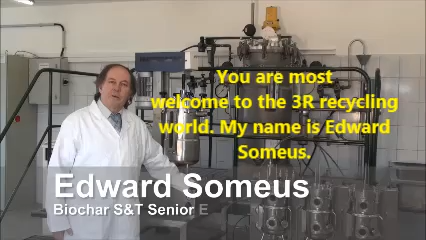 You are most
welcome to the 3R recycling
world. My name is Edward
Someus.
Edward Someus
Biochar S&T Senior E